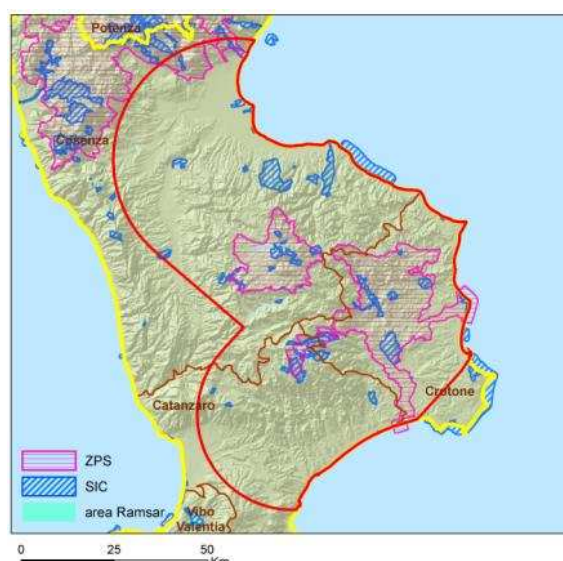 Potenza
Cosenza
Crotone
Catanzaro
ZPS
SIC
area Ramsar
Vibo
Valentia
0 25 50
Km